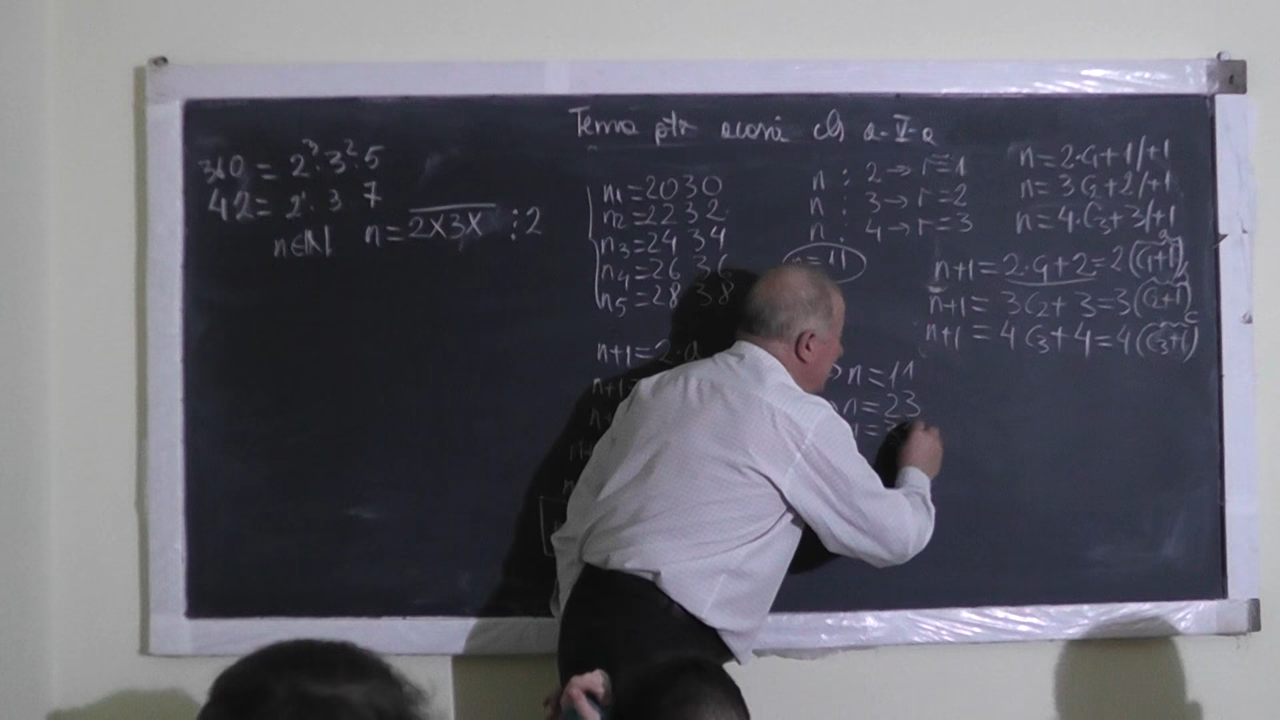 Tema ptr acasă cls a-V-a
360 = 2³·3²·5
42 = 2¹·3 7
n∈N n = 2X3X ⋮ 2
n1 = 2030
n2 = 2232
n3 = 2434
n4 = 2636
n5 = 2838
n+1 = 2·a
n : 2 → r = 1
n : 3 → r = 2
n : 4 → r = 3
n = 11
n = 11
n = 23
n = 2·C1 + 1 /+1
n = 3C2 + 2 /+1
n = 4·C3 + 3 /+1
n+1 = 2·C1 + 2 = 2(C1+1) a
n+1 = 3C2 + 3 = 3(C2+1) b
n+1 = 4C3 + 4 = 4(C3+1) c